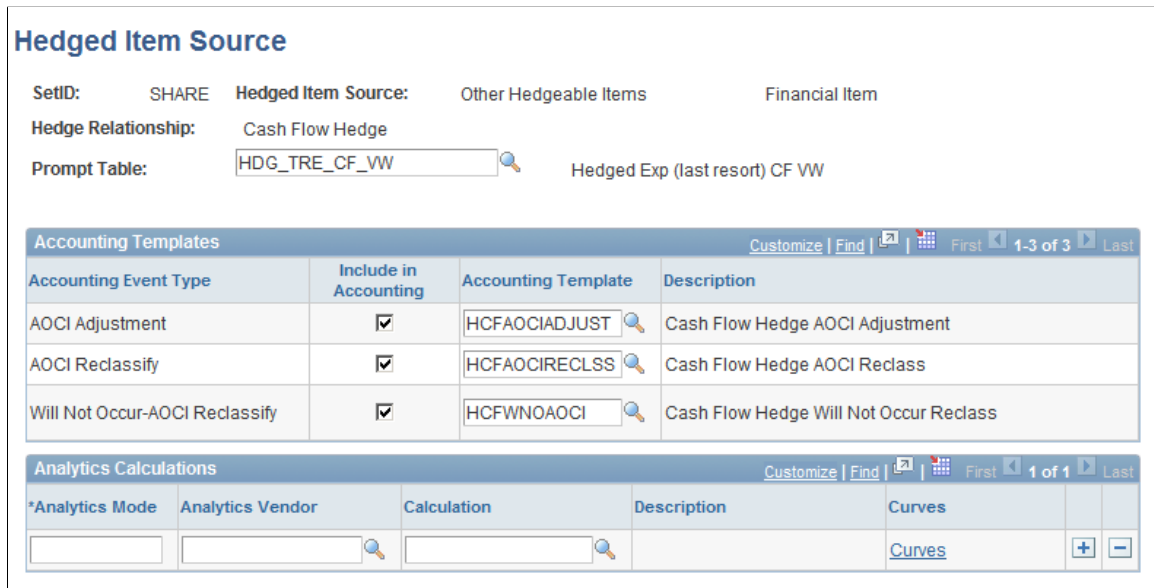 Hedged Item Source
SetID: SHARE Hedged Item Source: Other Hedgeable Items Financial Item
Hedge Relationship: Cash Flow Hedge
Prompt Table: HDG_TRE_CF_VW Hedged Exp (last resort) CF VW
Accounting Templates Customize | Find | | First 1-3 of 3 Last
Accounting Event Type Include in Accounting Accounting Template Description
AOCI Adjustment HCFAOCIADJUST Cash Flow Hedge AOCI Adjustment
AOCI Reclassify HCFAOCIRECLSS Cash Flow Hedge AOCI Reclass
Will Not Occur-AOCI Reclassify HCFWNOAOCI Cash Flow Hedge Will Not Occur Reclass
Analytics Calculations Customize | Find | | First 1 of 1 Last
*Analytics Mode Analytics Vendor Calculation Description Curves
Curves